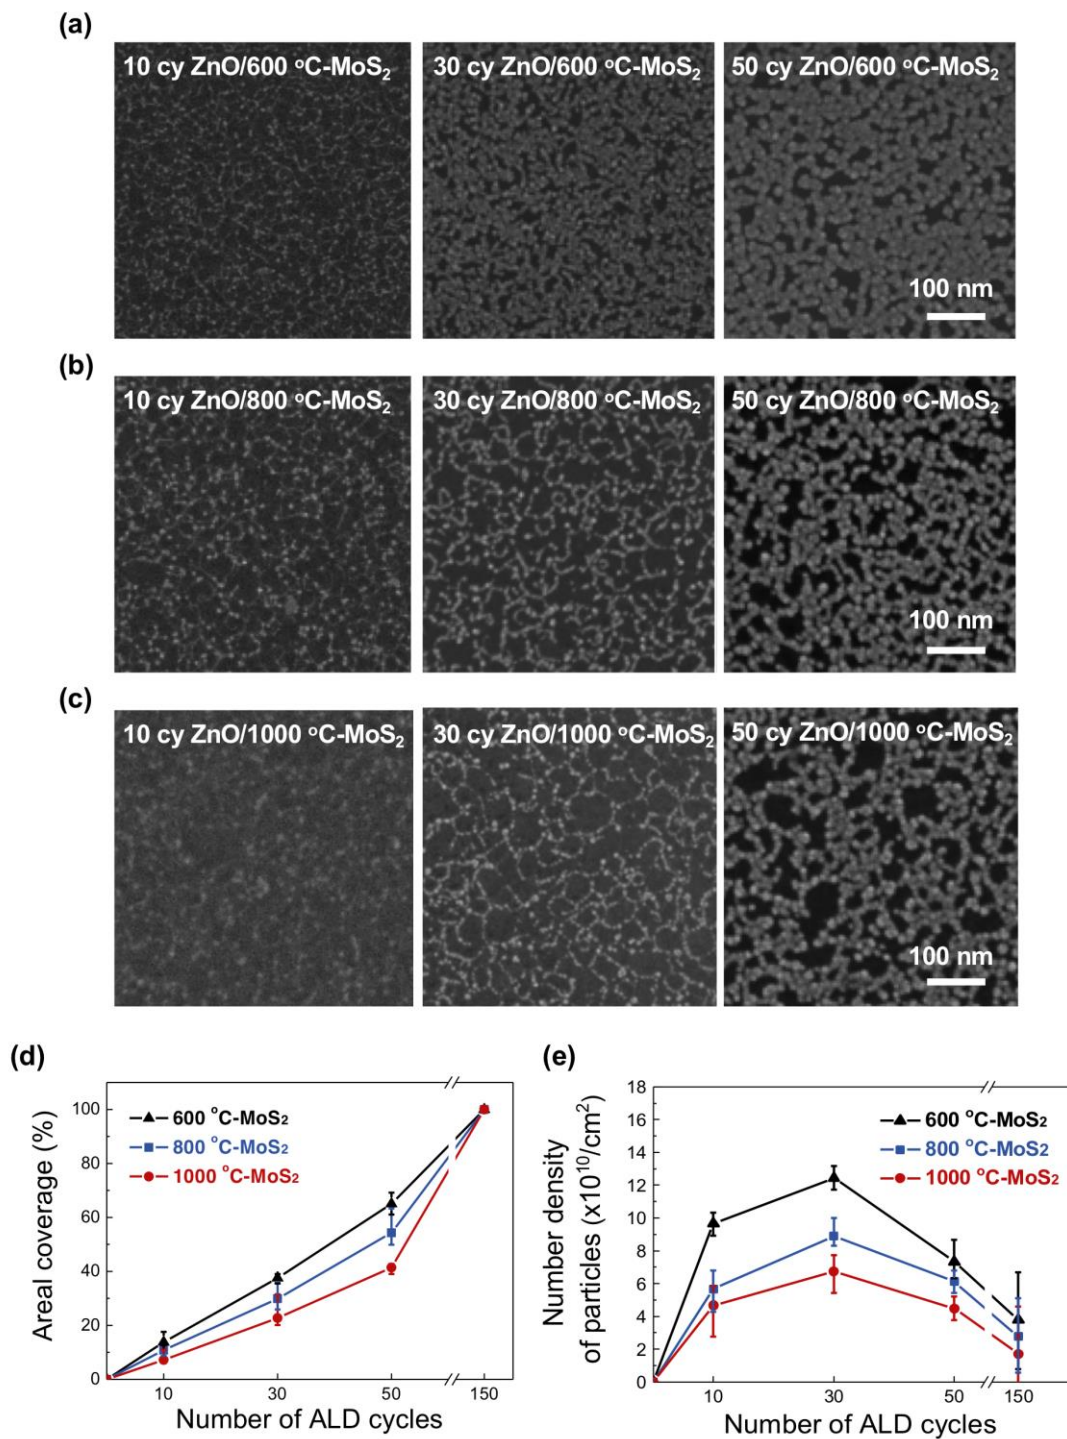 (a)
10 cy ZnO/600 °C-MoS₂
30 cy ZnO/600 °C-MoS₂
50 cy ZnO/600 °C-MoS₂
100 nm
(b)
10 cy ZnO/800 °C-MoS₂
30 cy ZnO/800 °C-MoS₂
50 cy ZnO/800 °C-MoS₂
100 nm
(c)
10 cy ZnO/1000 °C-MoS₂
30 cy ZnO/1000 °C-MoS₂
50 cy ZnO/1000 °C-MoS₂
100 nm
(d)
Areal coverage (%)
100
80
60
40
20
0
600 °C-MoS₂
800 °C-MoS₂
1000 °C-MoS₂
10
30
50
150
Number of ALD cycles
(e)
Number density
of particles (x10¹⁰/cm²)
18
16
14
12
10
8
6
4
2
0
600 °C-MoS₂
800 °C-MoS₂
1000 °C-MoS₂
10
30
50
150
Number of ALD cycles